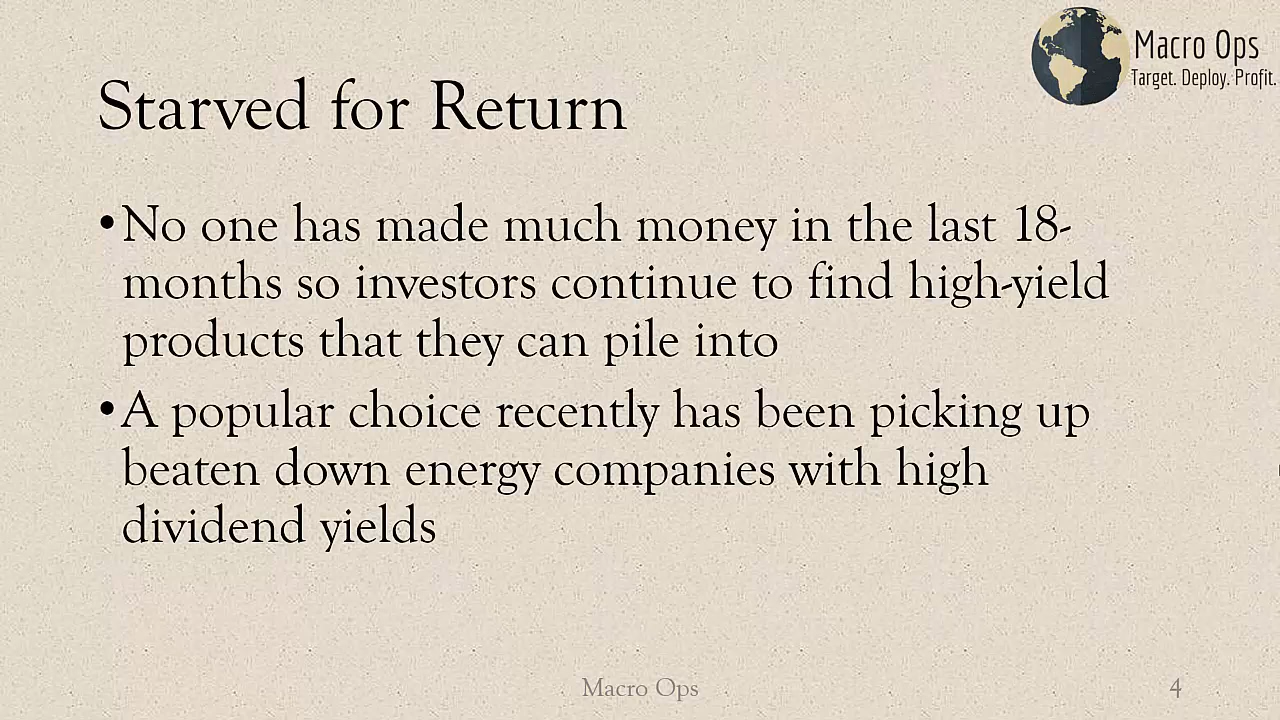 Macro Ops
Target. Deploy. Profit.
Starved for Return
•No one has made much money in the last 18-
months so investors continue to find high-yield
products that they can pile into
•A popular choice recently has been picking up
beaten down energy companies with high
dividend yields
Macro Ops
4